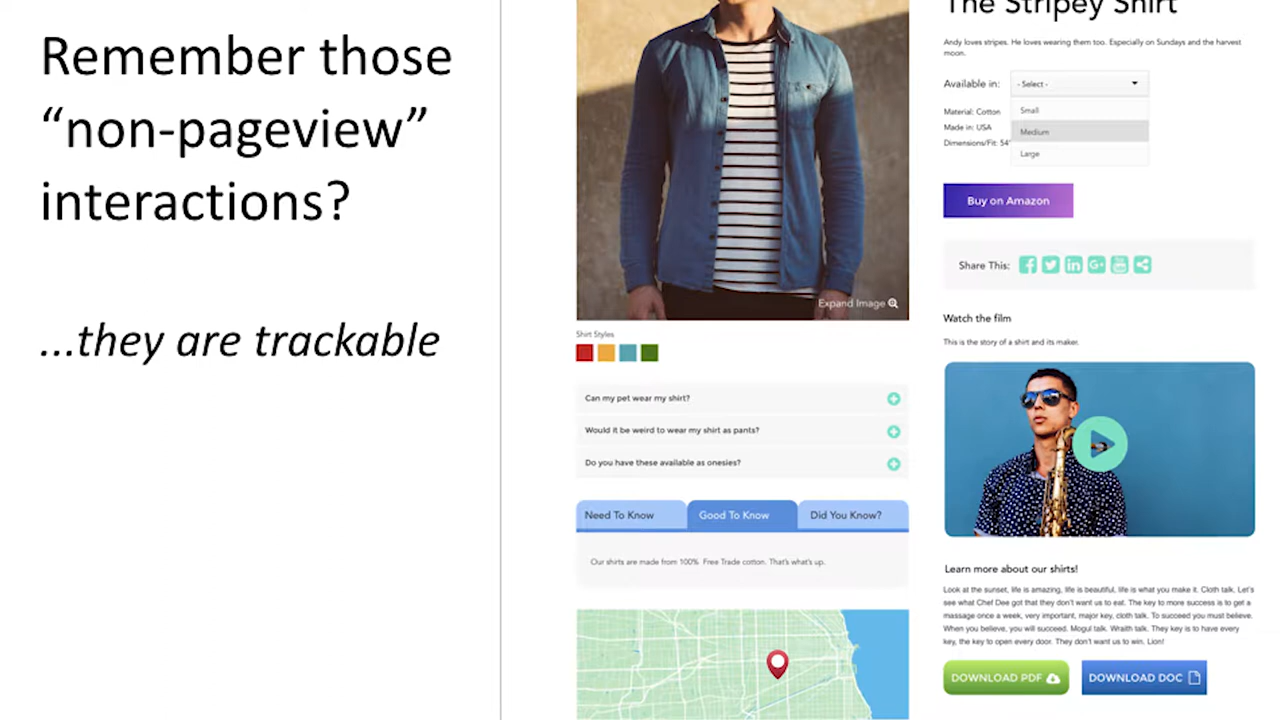 Remember those
“non-pageview”
interactions?
...they are trackable
Expand Image
Shirt Styles
Can my pet wear my shirt?
Would it be weird to wear my shirt as pants?
Do you have these available as onesies?
Need To Know
Good To Know
Did You Know?
Our shirts are made from 100% Free Trade cotton. That's what's up.
The Stripey Shirt
Andy loves stripes. He loves wearing them too. Especially on Sundays and the harvest
moon.
Available in:
- Select -
Small
Medium
Large
Material: Cotton
Made in: USA
Dimensions/Fit: 54"
Buy on Amazon
Share This:
Watch the film
This is the story of a shirt and its maker.
Learn more about our shirts!
Look at the sunset, life is amazing, life is beautiful, life is what you make it. Cloth talk. Let's
see what Chef Dee got that they don't want us to eat. The key to more success is to get a
massage once a week, very important, major key, cloth talk. To succeed you must believe.
When you believe, you will succeed. Mogul talk. Wraith talk. They key is to have every
key, the key to open every door. They don't want us to win. Lion!
DOWNLOAD PDF
DOWNLOAD DOC